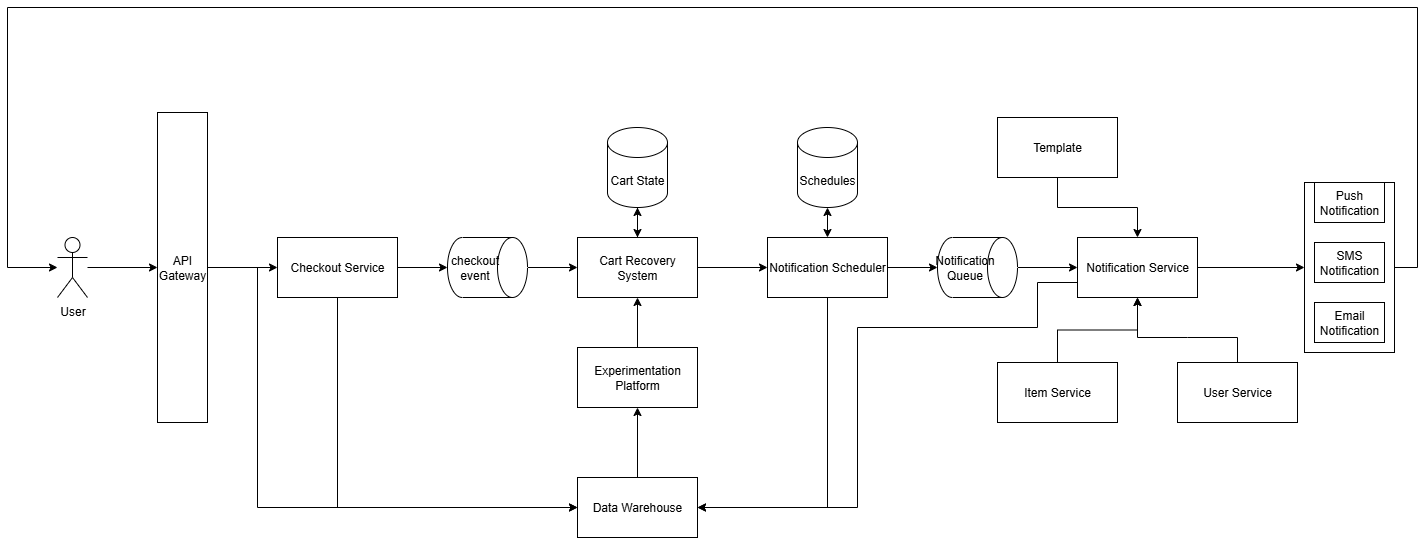 Template
Cart State
Schedules
Push
Notification
API
Gateway
Checkout Service
checkout
event
Cart Recovery
System
Notification Scheduler
Notification
Queue
Notification Service
SMS
Notification
User
Email
Notification
Experimentation
Platform
Item Service
User Service
Data Warehouse